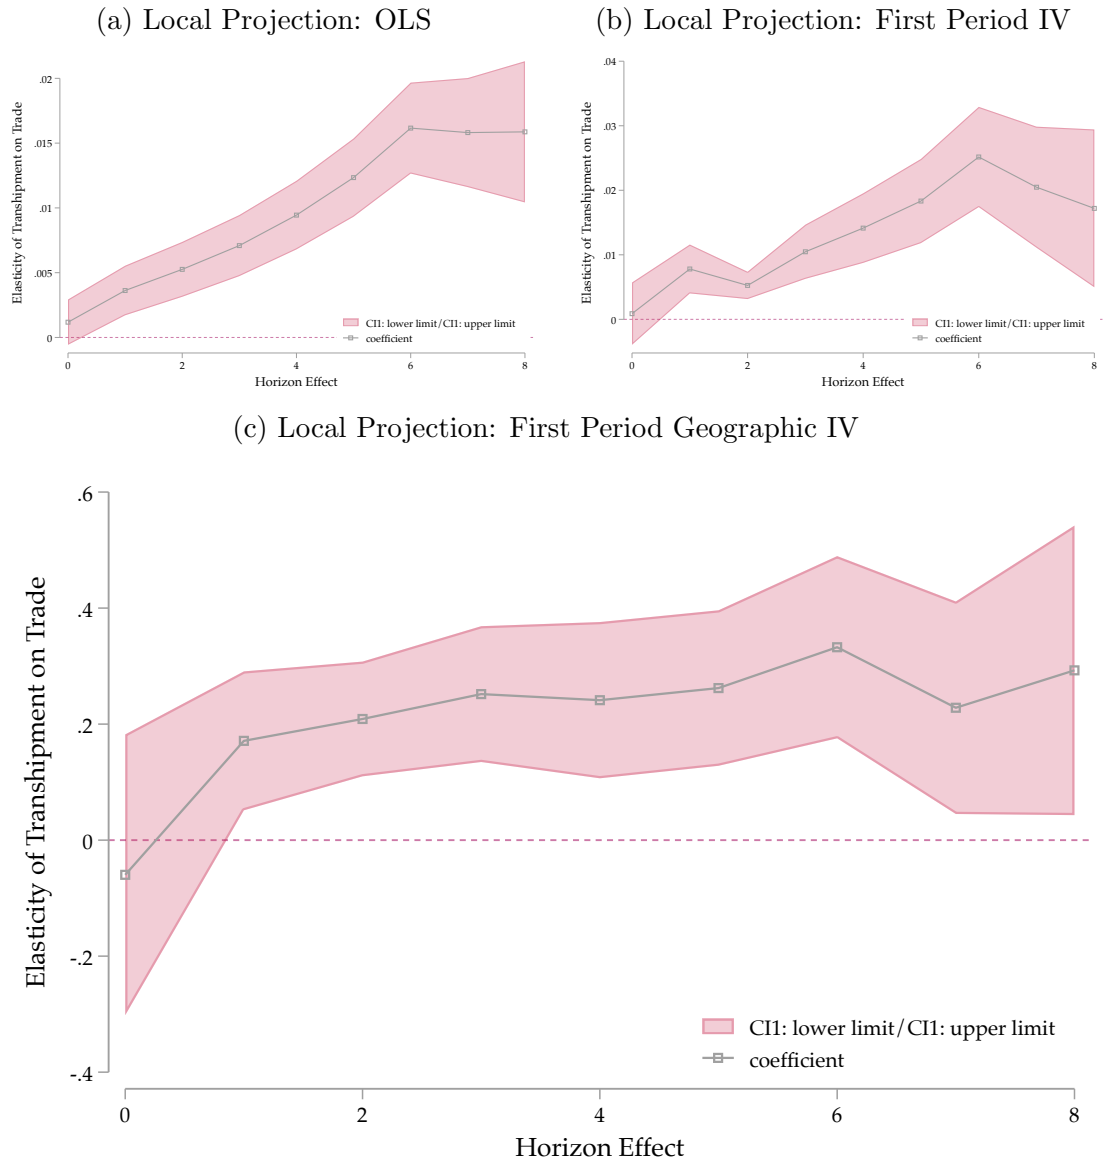 (a) Local Projection: OLS
Elasticity of Transhipment on Trade
.02
.015
.01
.005
0
CI1: lower limit/CI1: upper limit
coefficient
0 2 4 6 8
Horizon Effect
(b) Local Projection: First Period IV
Elasticity of Transhipment on Trade
.04
.03
.02
.01
0
CI1: lower limit/CI1: upper limit
coefficient
0 2 4 6 8
Horizon Effect
(c) Local Projection: First Period Geographic IV
Elasticity of Transhipment on Trade
.6
.4
.2
0
-.2
-.4
CI1: lower limit/CI1: upper limit
coefficient
0 2 4 6 8
Horizon Effect